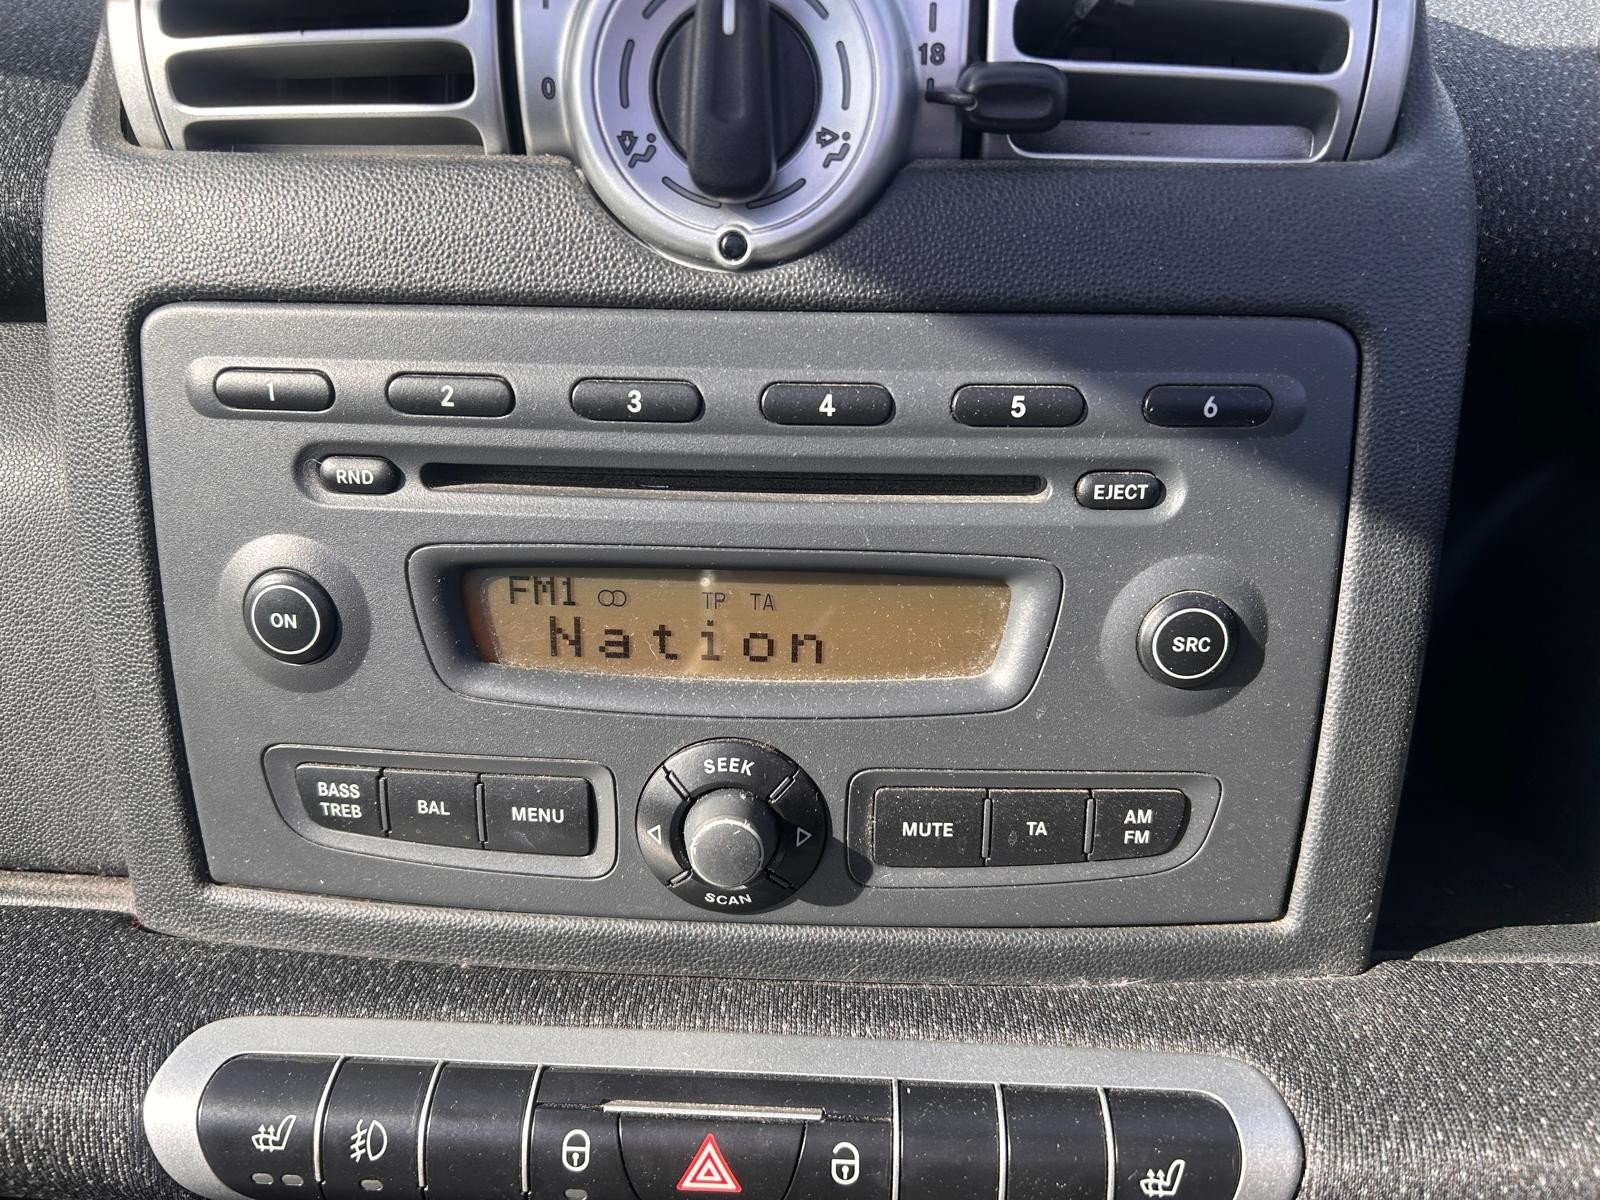 18
0
1 2 3 4 5 6
RND EJECT
FM1 TP TA
Nation
ON SRC
BASS
TREB
BAL
MENU
SEEK
SCAN
MUTE
TA
AM
FM